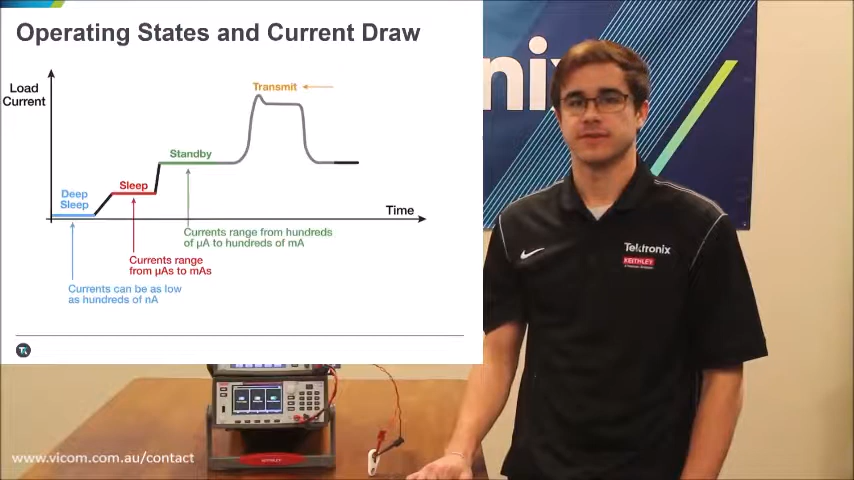 Operating States and Current Draw
Load
Current
Transmit
Standby
Sleep
Deep
Sleep
Time
Currents range from hundreds
of µA to hundreds of mA
Currents range
from µAs to mAs
Currents can be as low
as hundreds of nA
nix
Tektronix
KEITHLEY
KEITHLEY
www.vicom.com.au/contact